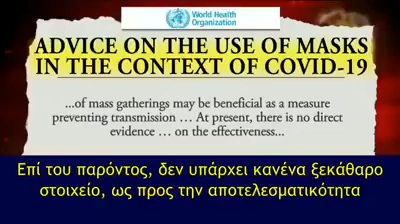 World Health
Organization
ADVICE ON THE USE OF MASKS
IN THE CONTEXT OF COVID-19
...of mass gatherings may be beneficial as a measure
preventing transmission ... At present, there is no direct
evidence ... on the effectiveness...
Επί του παρόντος, δεν υπάρχει κανένα ξεκάθαρο
στοιχείο, ως προς την αποτελεσματικότητα